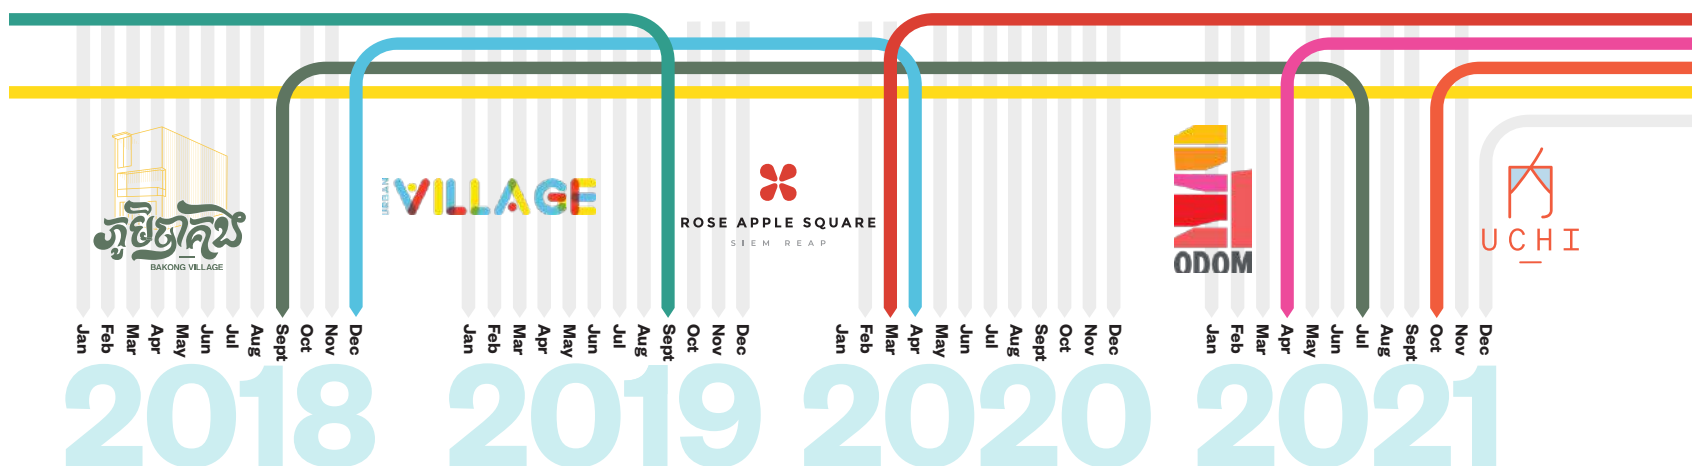 ភូមិបាគង
BAKONG VILLAGE
URBAN
VILLAGE
ROSE APPLE SQUARE
SIEM REAP
ODOM
UCHI
Jan Feb Mar Apr May Jun Jul Aug Sept Oct Nov Dec
Jan Feb Mar Apr May Jun Jul Aug Sept Oct Nov Dec
Jan Feb Mar Apr May Jun Jul Aug Sept Oct Nov Dec
Jan Feb Mar Apr May Jun Jul Aug Sept Oct Nov Dec
2018
2019
2020
2021